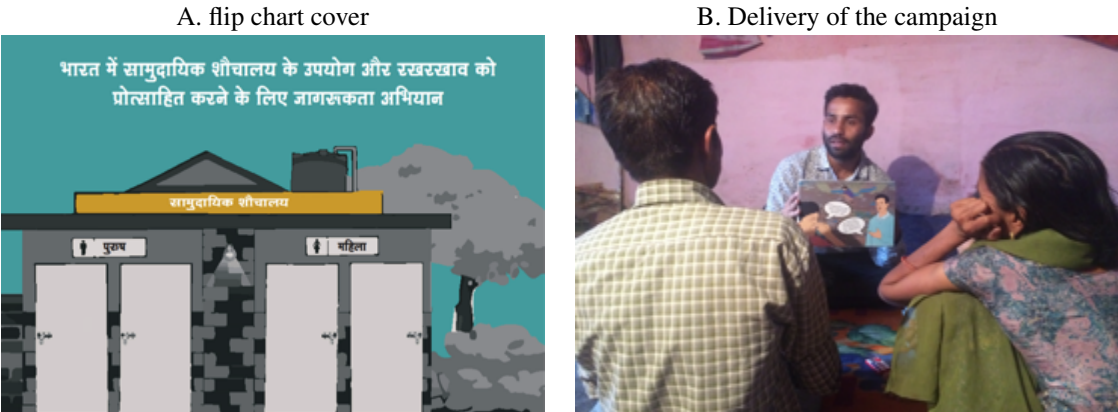 A. flip chart cover
B. Delivery of the campaign
भारत में सामुदायिक शौचालय के उपयोग और रखरखाव को
प्रोत्साहित करने के लिए जागरूकता अभियान
सामुदायिक शौचालय
पुरुष
महिला